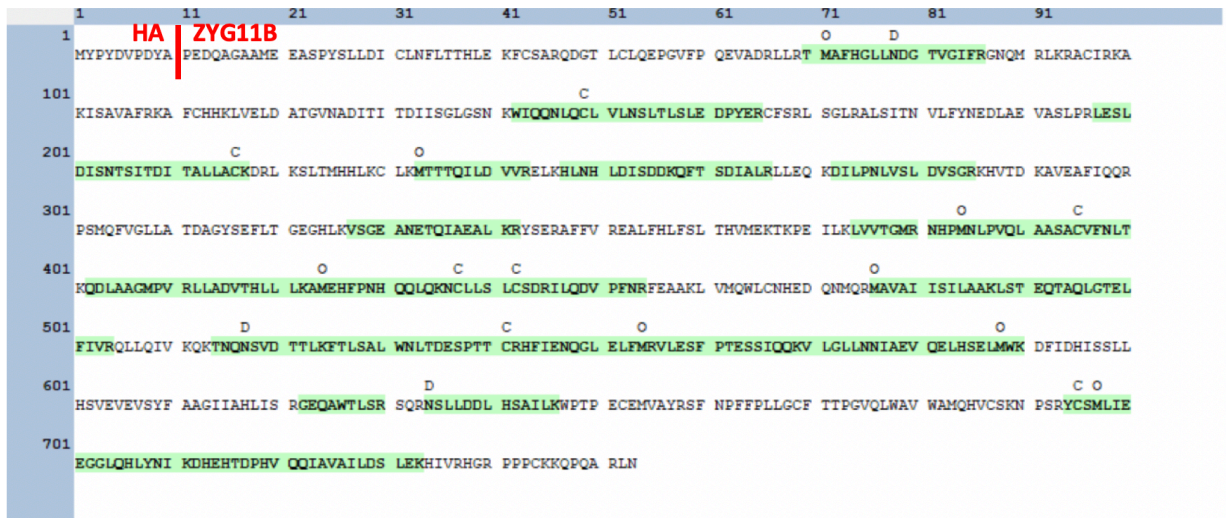 1 11 21 31 41 51 61 71 81 91
HA ZYG11B
O D
1 MYPYDVPDYA PEDQAGAAME EASPYSLLDI CLNFLTTHLE KFCSARQDGT LCLQEPGVFP QEVADRLLRT MAFHGLLNDG TVGIFRGNQM RLKRACIRKA
C
101 KISAVAFRKA FCHHKLVELD ATGVNADITI TDIISGLGSN KWIQQNLQCL VLNSLTLSLE DPYERCFSRL SGLRALSITN VLFYNEDLAE VASLPRLESL
C O
201 DISNTSITDI TALLACKDRL KSLTMHHLKC LKMTTTQILD VVRELKHLNH LDISDDKQFT SDIALRLLEQ KDILPNLVSL DVSGRKHVTD KAVEAFIQQR
O C
301 PSMQFVGLLA TDAGYSEFLT GEGHLKVSGE ANETQIAEAL KRYSERAFFV REALFHLFSL THVMEKTKPE ILKLVVTGMR NHPMNLPVQL AASACVFNLT
O C C O
401 KQDLAAGMPV RLLADVTHLL LKAMEHFPNH QQLQKNCLLS LCSDRILQDV PFNRFEAAKL VMQWLCNHED QNMQRMAVAI ISILAAKLST EQTAQLGTEL
D C O O
501 FIVRQLLQIV KQKTNQNSVD TTLKFTLSAL WNLTDESPTT CRHFIENQGL ELFMRVLESF PTESSIQQKV LGLLNNIAEV QELHSELMWK DFIDHISSLL
D C O
601 HSVEVEVSYF AAGIIAHLIS RGEQAWTLSR SQRNSLLDDL HSAILKWPTP ECEMVAYRSF NPFFPLLGCF TTPGVQLWAV WAMQHVCSKN PSRYCSMLIE
701 EGGLQHLYNI KDHEHTDPHV QQIAVAILDS LEKHIVRHGR PPPCKKQPQA RLN